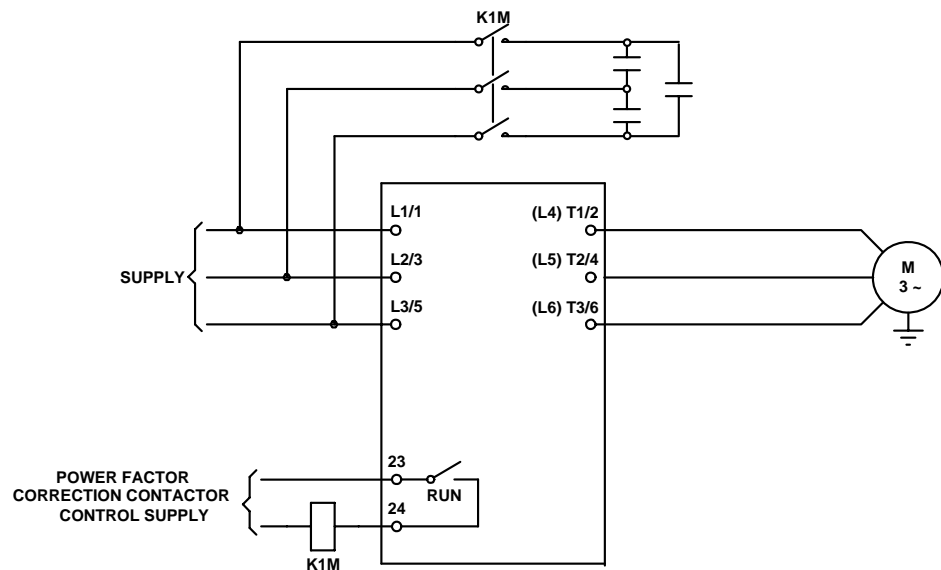 K1M
L1/1
(L4) T1/2
L2/3
(L5) T2/4
M
3 ~
SUPPLY
L3/5
(L6) T3/6
23
POWER FACTOR
CORRECTION CONTACTOR
CONTROL SUPPLY
RUN
24
K1M